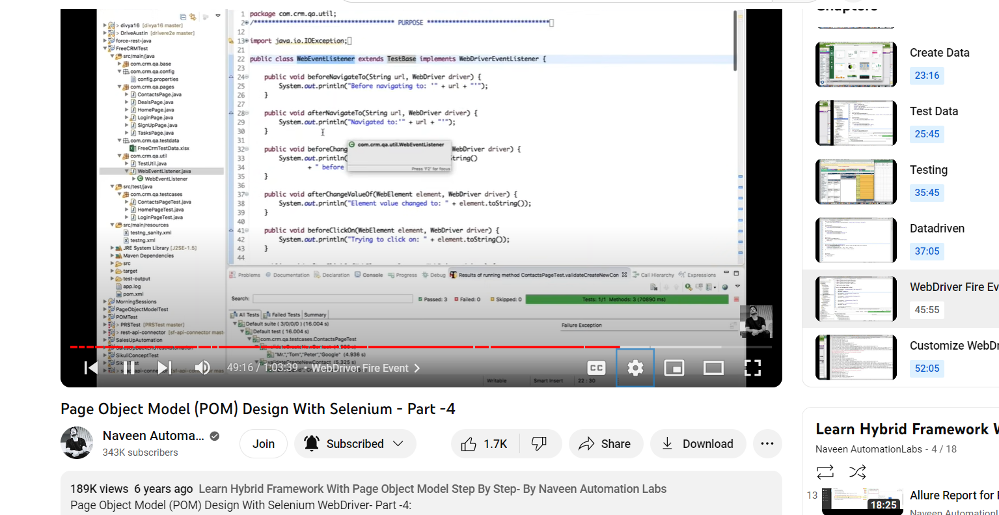 divya16 [divya16 master]
DriveAustin [drivere2e master]
force-rest-java
FreeCRMTest
src/main/java
com.crm.qa.base
com.crm.qa.config
config.properties
com.crm.qa.pages
ContactsPage.java
DealsPage.java
HomePage.java
LoginPage.java
SignUpPage.java
TasksPage.java
com.crm.qa.testdata
FreeCrmTestData.xlsx
com.crm.qa.util
TestUtil.java
WebEventListener.java
WebEventListener
src/test/java
com.crm.qa.testcases
ContactsPageTest.java
HomePageTest.java
LoginPageTest.java
src/main/resources
testng_sanity.xml
testng.xml
JRE System Library [J2SE-1.5]
Maven Dependencies
src
target
test-output
app.log
pom.xml
MorningSessions
PageObjectModelTest
POMTest
> PRSTest [PRSTest master]
> rest-api-connector [sf-api-connector mast
SalesUpAutomation
SikuliConceptTest
1 package com.crm.qa.util;
2 /*************************************** PURPOSE **********************************
12
13 import java.io.IOException;
21
22 public class WebEventListener extends TestBase implements WebDriverEventListener {
23
24 public void beforeNavigateTo(String url, WebDriver driver) {
25 System.out.println("Before navigating to: '" + url + "'");
26 }
27
28 public void afterNavigateTo(String url, WebDriver driver) {
29 System.out.println("Navigated to:'" + url + "'");
30 }
31
32 public void beforeChang WebDriver driver) {
33 System.out.println( tring()
34 + " before
35 }
36
37 public void afterChangeValueOf(WebElement element, WebDriver driver) {
38 System.out.println("Element value changed to: " + element.toString());
39 }
40
41 public void beforeClickOn(WebElement element, WebDriver driver) {
42 System.out.println("Trying to click on: " + element.toString());
43 }
44
com.crm.qa.util.WebEventListener
Press 'F2' for focus
Problems Documentation Declaration Console Progress Debug Results of running method ContactsPageTest.validateCreateNewCon Call Hierarchy Expressions
Search: Passed: 3 Failed: 0 Skipped: 0 Tests: 1/1 Methods: 3 (70890 ms)
All Tests Failed Tests Summary
Default suite ( 3/0/0/0 ) (16.004 s)
Default test ( 16.004 s)
com.crm.qa.testcases.ContactsPageTest
"Mr.","Tom","Peter","Google" (4.936 s)
validateCreateNewContact (5.325 s)
Failure Exception
Writable Smart Insert 22 : 30
49:16 / 1:03:39 • WebDriver Fire Event
CC
Page Object Model (POM) Design With Selenium - Part -4
Naveen Automa...
343K subscribers
Join
Subscribed
1.7K
Share
Download
189K views 6 years ago Learn Hybrid Framework With Page Object Model Step By Step- By Naveen Automation Labs
Page Object Model (POM) Design With Selenium WebDriver- Part -4:
Chapters
Create Data
23:16
Test Data
25:45
Testing
35:45
Datadriven
37:05
WebDriver Fire Ev
45:55
Customize WebDr
52:05
Learn Hybrid Framework W
Naveen AutomationLabs - 4 / 18
13
18:25
Allure Report for
Naveen Automation